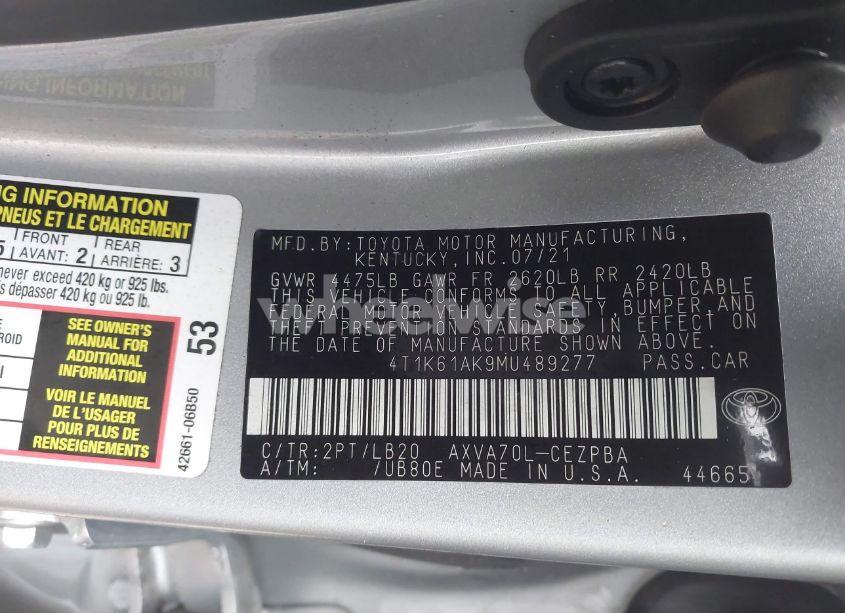 NG INFORMATION
PNEUS ET LE CHARGEMENT
5 FRONT AVANT: 2 REAR ARRIÈRE: 3
never exceed 420 kg or 925 lbs.
s dépasser 420 kg ou 925 lb.
SEE OWNER'S
MANUAL FOR
ADDITIONAL
INFORMATION
VOIR LE MANUEL
DE L'USAGER
POUR PLUS DE
RENSEIGNEMENTS
53
42661-06B50
MFD.BY:TOYOTA MOTOR MANUFACTURING,
KENTUCKY,INC.07/21
GVWR 4475LB GAWR FR 2620LB RR 2420LB
THIS VEHICLE CONFORMS TO ALL APPLICABLE
FEDERAL MOTOR VEHICLE SAFETY,BUMPER,AND
THEFT PREVENTION STANDARDS IN EFFECT ON
THE DATE OF MANUFACTURE SHOWN ABOVE.
4T1K61AK9MU489277 PASS.CAR
C/TR:2PT/LB20 AXVA70L-CEZPBA
A/TM: /UB80E MADE IN U.S.A. 44665
TOYOTA
wheelwise